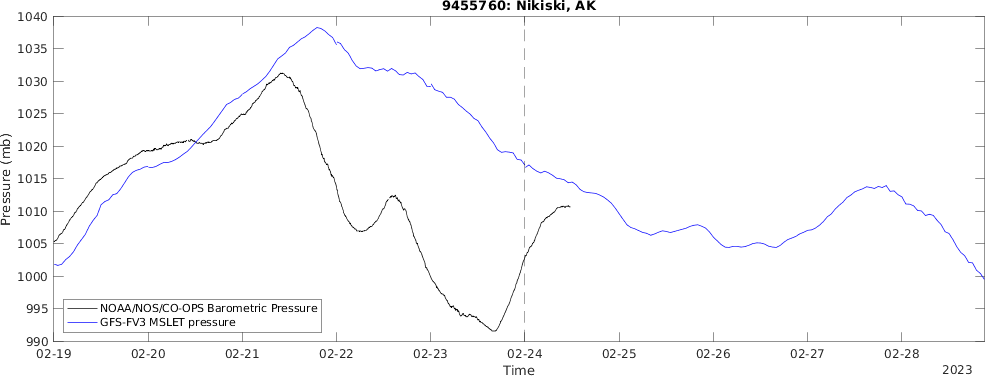 9455760: Nikiski, AK
1040
1035
1030
1025
1020
1015
1010
1005
1000
995
990
Pressure (mb)
NOAA/NOS/CO-OPS Barometric Pressure
GFS-FV3 MSLET pressure
02-19 02-20 02-21 02-22 02-23 02-24 02-25 02-26 02-27 02-28
Time
2023